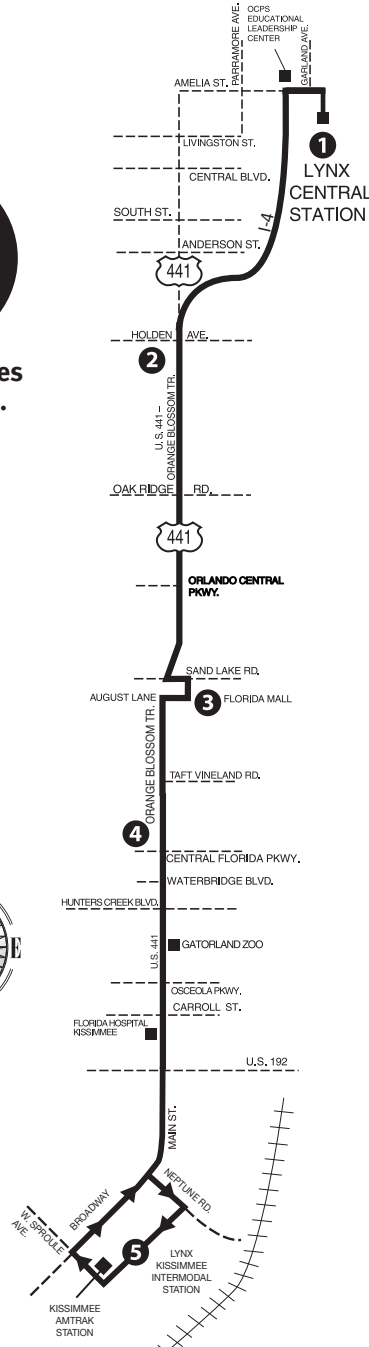 PARRAMORE AVE.
OCPS
EDUCATIONAL
LEADERSHIP
CENTER
GARLAND AVE.
AMELIA ST.
1
LYNX
CENTRAL
STATION
LIVINGSTON ST.
CENTRAL BLVD.
SOUTH ST.
I-4
ANDERSON ST.
441
HOLDEN AVE.
2
es
.
U.S. 441 –
ORANGE BLOSSOM TR.
OAK RIDGE RD.
441
ORLANDO CENTRAL
PKWY.
SAND LAKE RD.
AUGUST LANE
3 FLORIDA MALL
ORANGE BLOSSOM TR.
TAFT VINELAND RD.
4
CENTRAL FLORIDA PKWY.
WATERBRIDGE BLVD.
HUNTERS CREEK BLVD.
E
U.S. 441
GATORLAND ZOO
OSCEOLA PKWY.
CARROLL ST.
FLORIDA HOSPITAL
KISSIMMEE
U.S. 192
MAIN ST.
NEPTUNE RD.
BROADWAY
W. SPROULE
AVE.
5
LYNX
KISSIMMEE
INTERMODAL
STATION
KISSIMMEE
AMTRAK
STATION